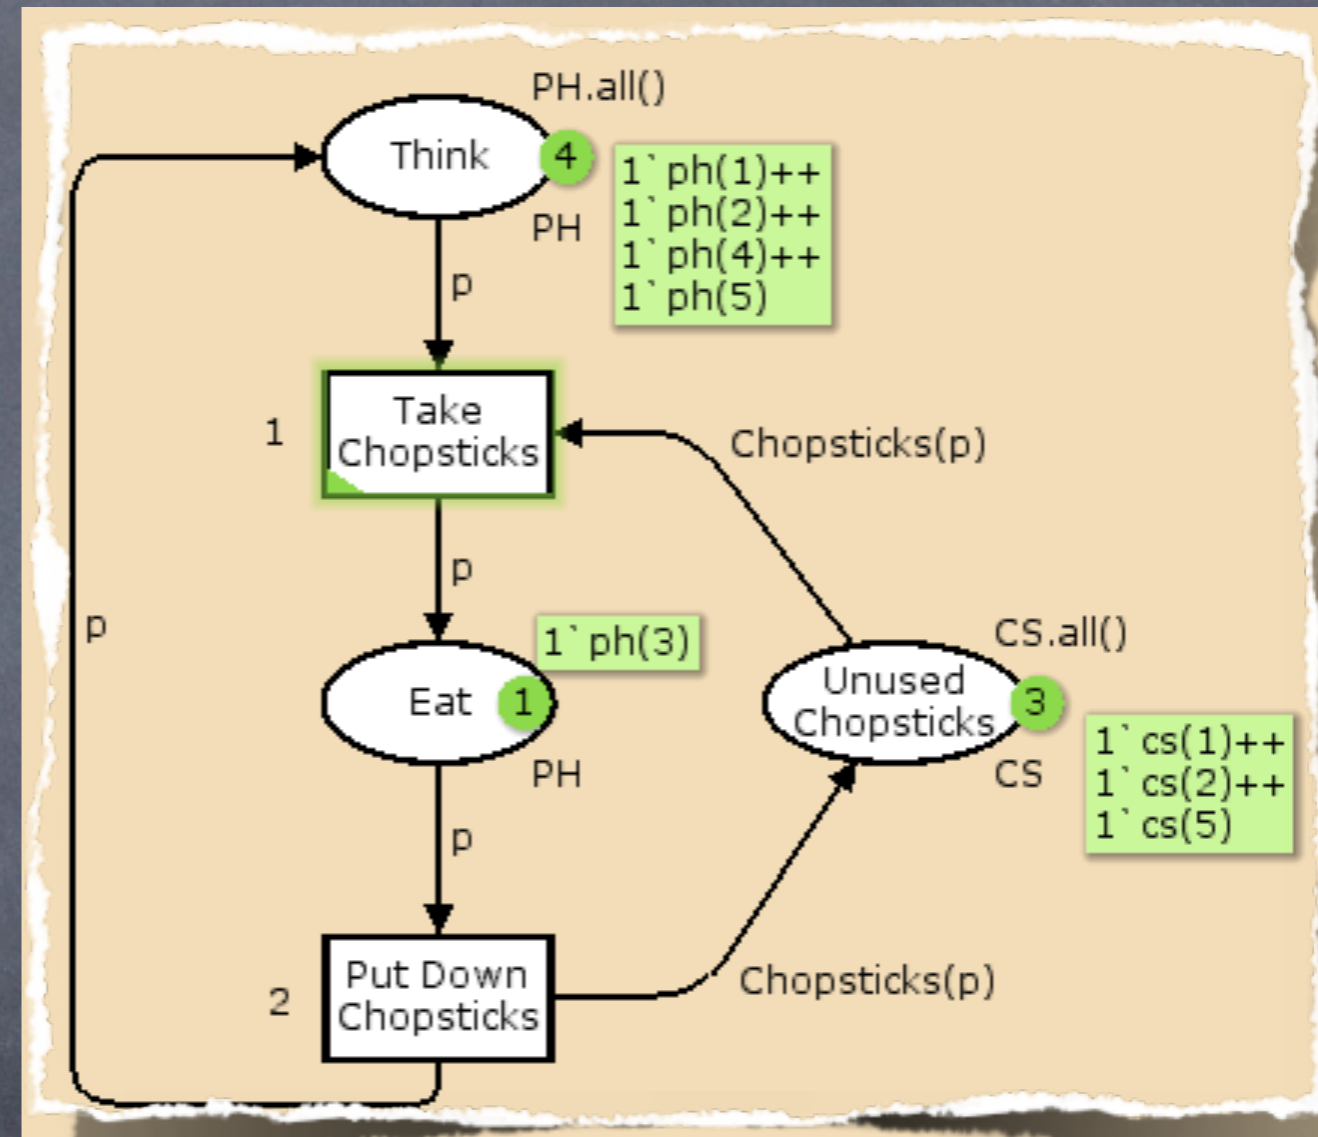 PH.all()
Think
4
1`ph(1)++
1`ph(2)++
1`ph(4)++
1`ph(5)
PH
p
Take
Chopsticks
1
Chopsticks(p)
p
p
1`ph(3)
Eat
1
PH
CS.all()
Unused
Chopsticks
3
1`cs(1)++
1`cs(2)++
1`cs(5)
CS
p
Put Down
Chopsticks
2
Chopsticks(p)